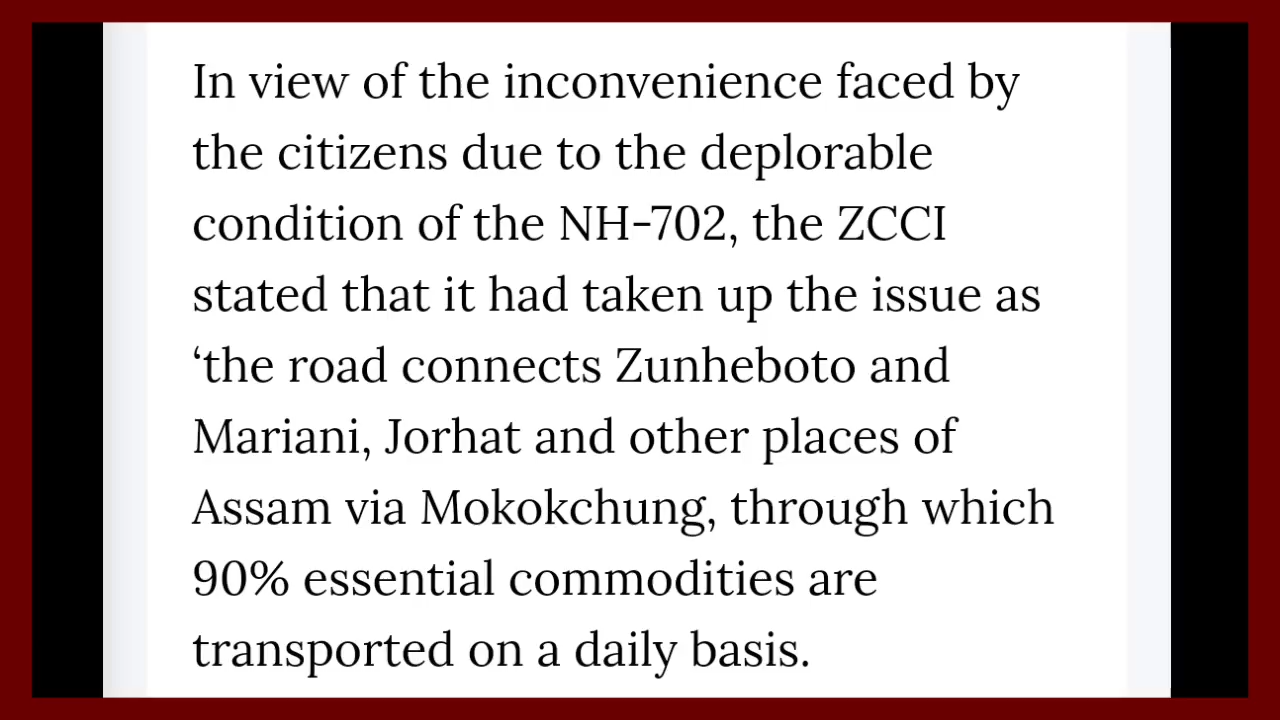 In view of the inconvenience faced by
the citizens due to the deplorable
condition of the NH-702, the ZCCI
stated that it had taken up the issue as
‘the road connects Zunheboto and
Mariani, Jorhat and other places of
Assam via Mokokchung, through which
90% essential commodities are
transported on a daily basis.